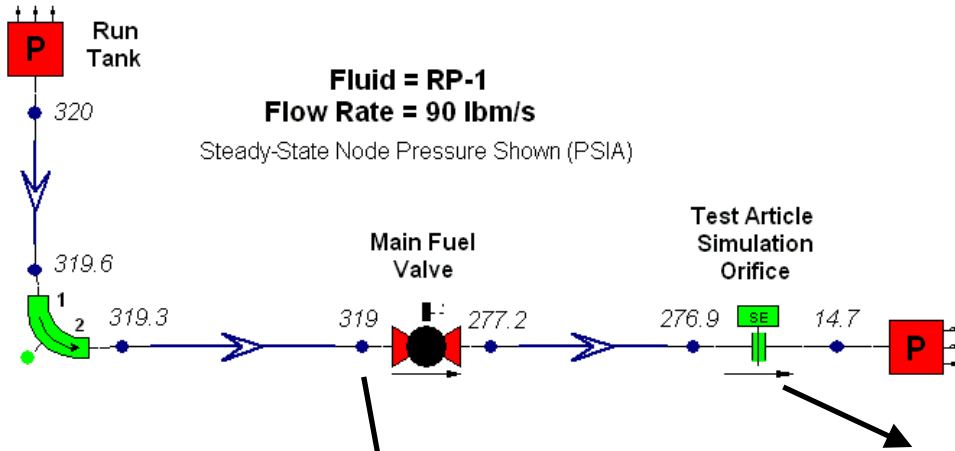 P
Run
Tank
Fluid = RP-1
Flow Rate = 90 lbm/s
Steady-State Node Pressure Shown (PSIA)
320
319.6
1
2
319.3
Main Fuel
Valve
319
277.2
Test Article
Simulation
Orifice
276.9
SE
14.7
P